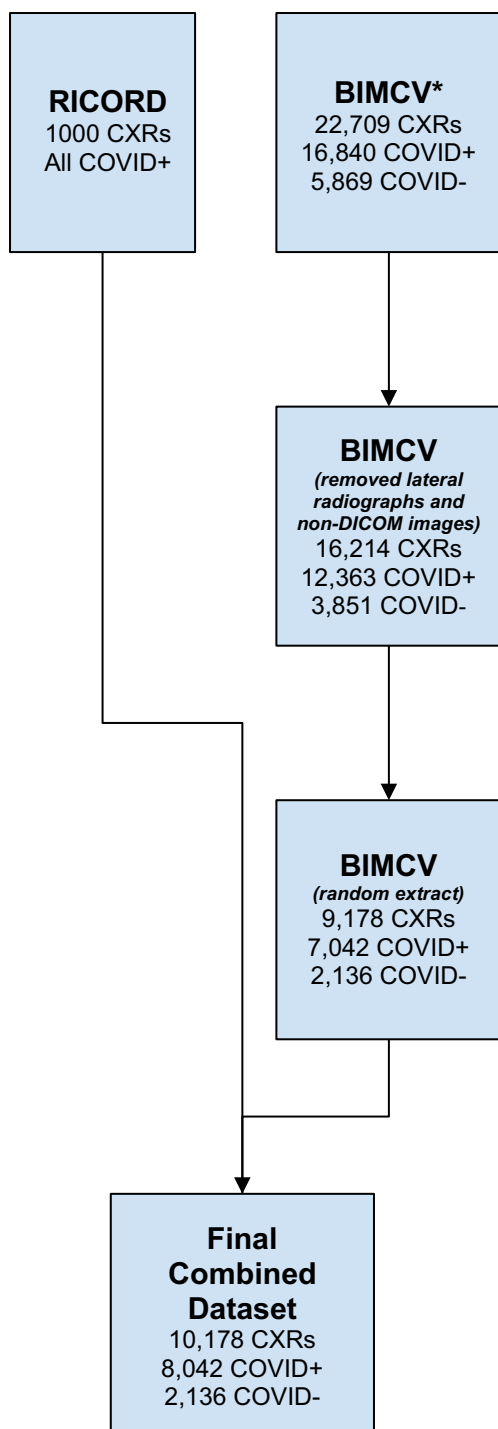 RICORD
1000 CXRs
All COVID+
BIMCV*
22,709 CXRs
16,840 COVID+
5,869 COVID-
BIMCV
(removed lateral
radiographs and
non-DICOM images)
16,214 CXRs
12,363 COVID+
3,851 COVID-
BIMCV
(random extract)
9,178 CXRs
7,042 COVID+
2,136 COVID-
Final
Combined
Dataset
10,178 CXRs
8,042 COVID+
2,136 COVID-